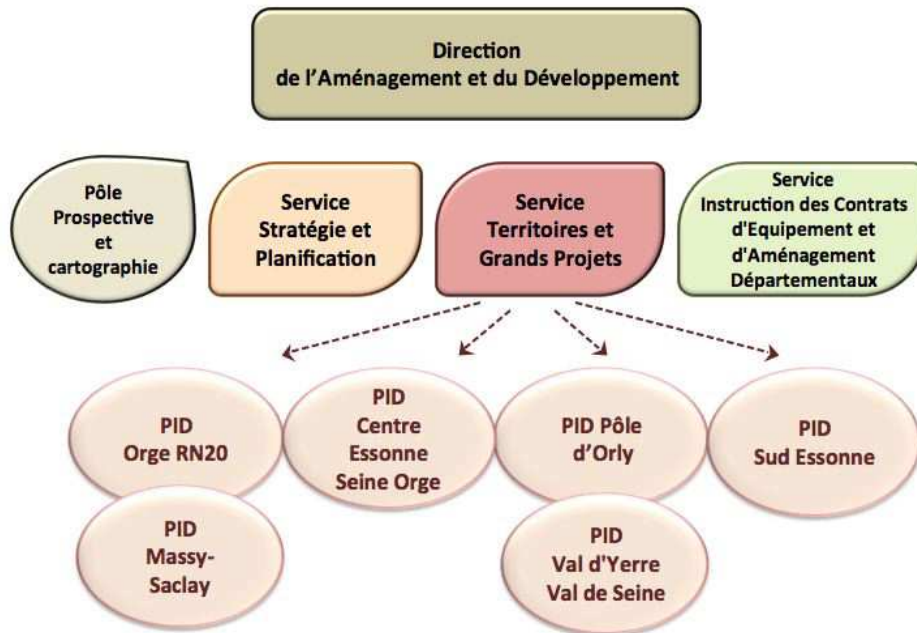 Direction
de l'Aménagement et du Développement
Pôle
Prospective
et
cartographie
Service
Stratégie et
Planification
Service
Territoires et
Grands Projets
Service
Instruction des Contrats
d'Equipement et
d'Aménagement
Départementaux
PID
Orge RN20
PID
Centre
Essonne
Seine Orge
PID Pôle
d'Orly
PID
Sud Essonne
PID
Massy-
Saclay
PID
Val d'Yerre
Val de Seine